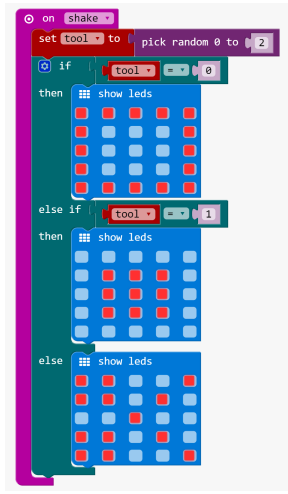 on shake
set tool to pick random 0 to 2
if tool = 0
then show leds
else if tool = 1
then show leds
else show leds